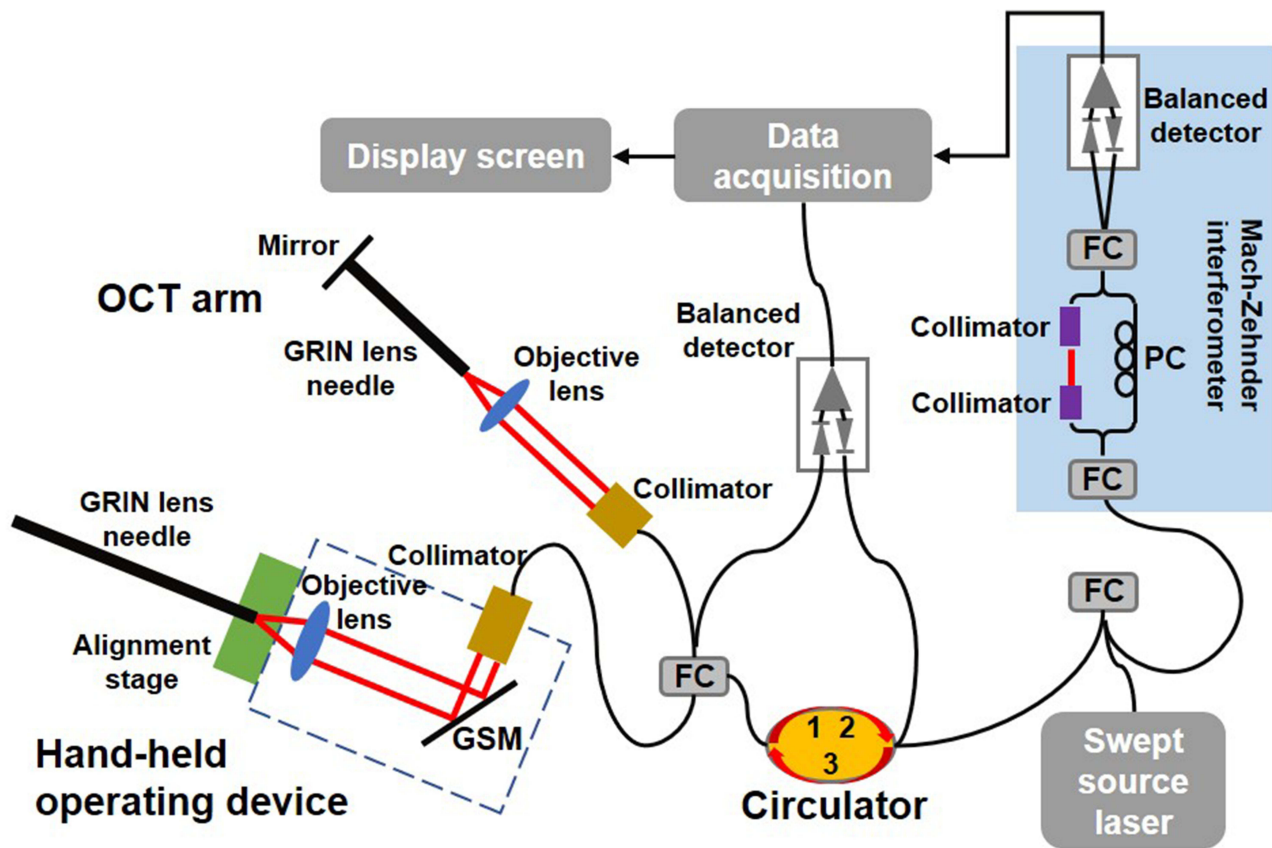 Balanced
detector
Data
acquisition
Display screen
Mach-Zehnder
interferometer
FC
Mirror
OCT arm
GRIN lens
needle
Objective
lens
Balanced
detector
Collimator
PC
Collimator
FC
Collimator
GRIN lens
needle
Collimator
Objective
lens
Alignment
stage
GSM
FC
FC
1 2
3
Circulator
Swept
source
laser
Hand-held
operating device